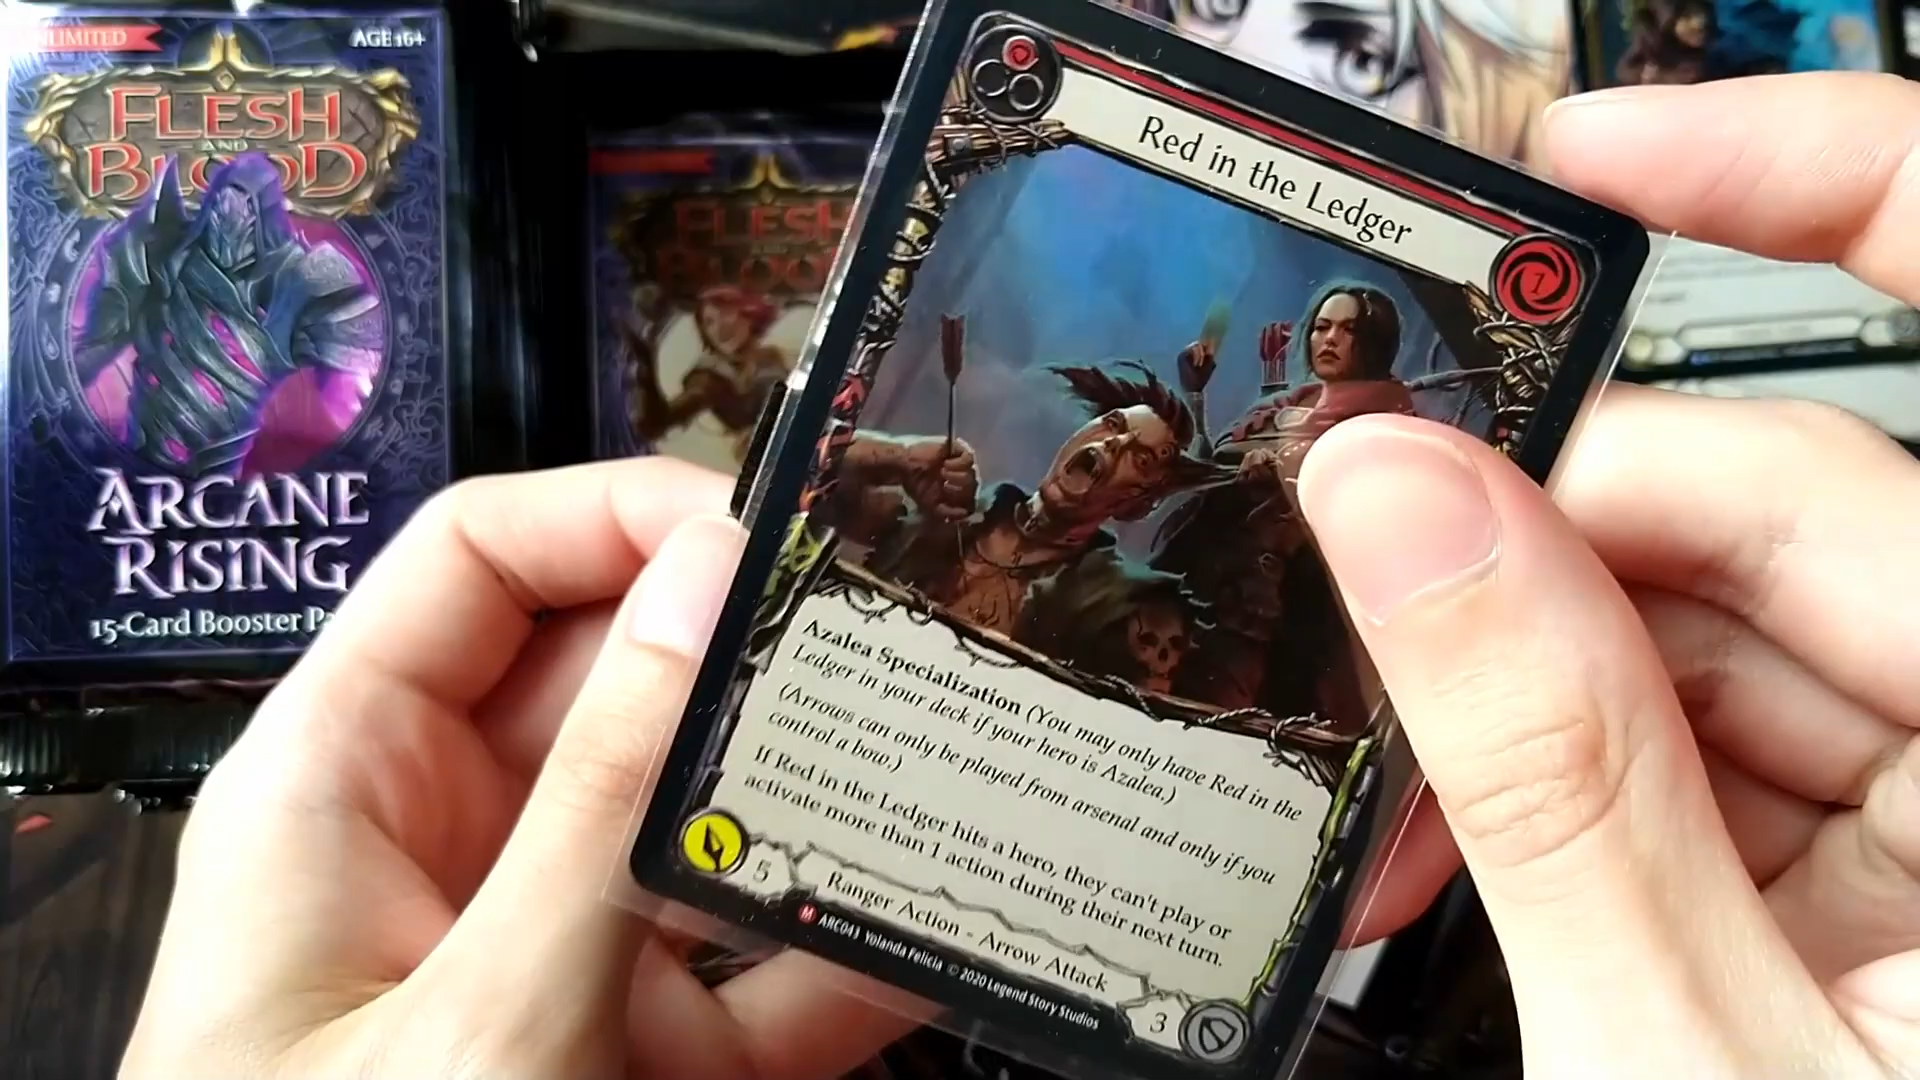 UNLIMITED
AGE 16+
FLESH
AND
BLOOD
ARCANE
RISING
15-Card Booster
FLESH
BLOOD
Red in the Ledger
1
Azalea Specialization (You may only have Red in the
Ledger in your deck if your hero is Azalea.)
(Arrows can only be played from arsenal and only if you
control a bow.)
If Red in the Ledger hits a hero, they can't play or
activate more than 1 action during their next turn.
5
Ranger Action - Arrow Attack
3
M ARC043 Yolanda Felicia © 2020 Legend Story Studios